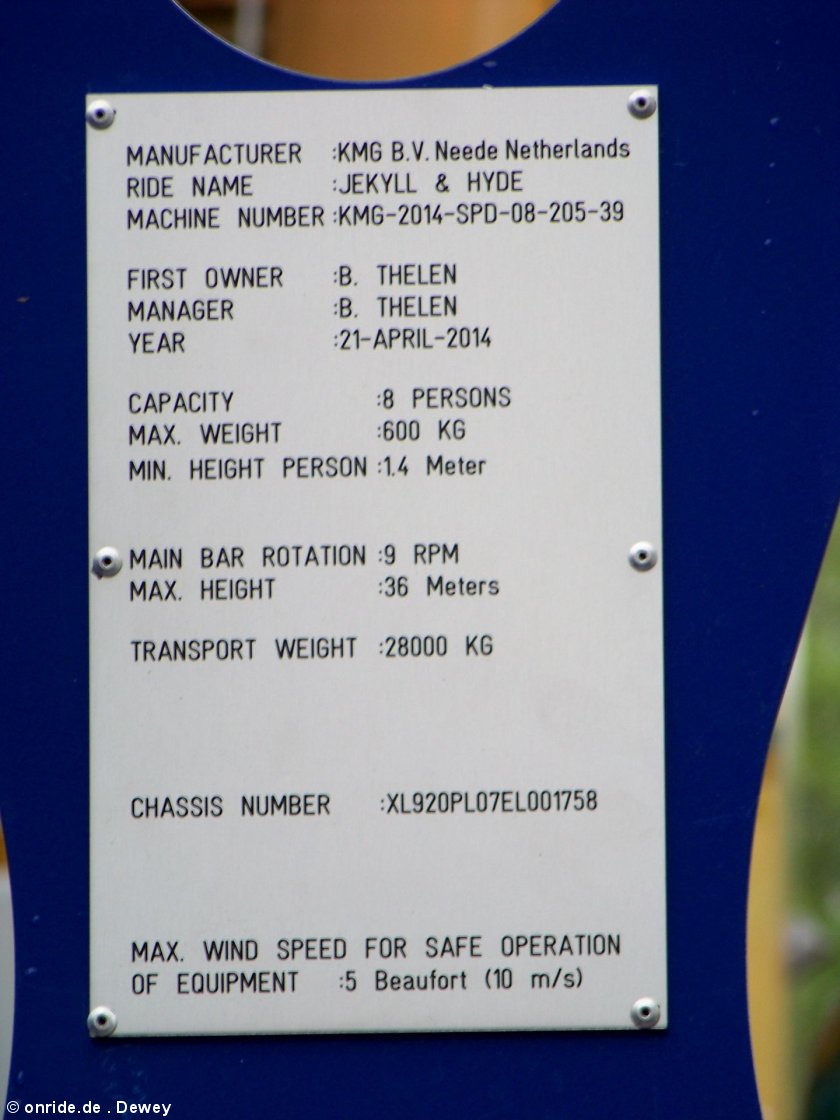 MANUFACTURER :KMG B.V. Neede Netherlands
RIDE NAME :JEKYLL & HYDE
MACHINE NUMBER :KMG-2014-SPD-08-205-39
FIRST OWNER :B. THELEN
MANAGER :B. THELEN
YEAR :21-APRIL-2014
CAPACITY :8 PERSONS
MAX. WEIGHT :600 KG
MIN. HEIGHT PERSON :1.4 Meter
MAIN BAR ROTATION :9 RPM
MAX. HEIGHT :36 Meters
TRANSPORT WEIGHT :28000 KG
CHASSIS NUMBER :XL920PL07EL001758
MAX. WIND SPEED FOR SAFE OPERATION
OF EQUIPMENT :5 Beaufort (10 m/s)
© onride.de . Dewey